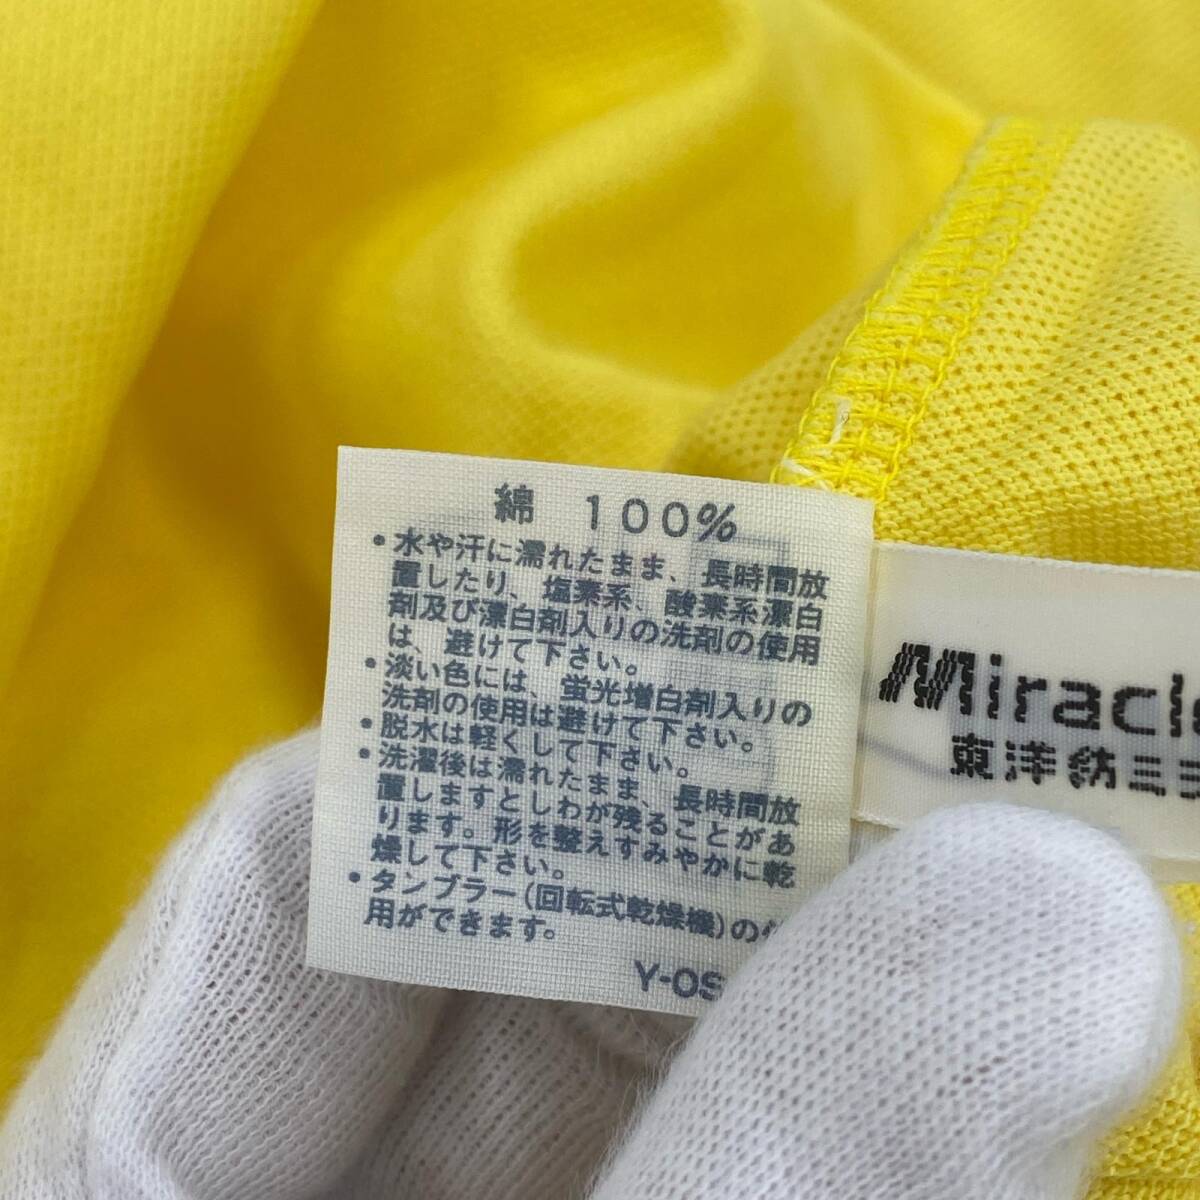 綿 100%
・水や汗に濡れたまま、長時間放
置したり、塩素系、酸素系漂白
剤及び漂白剤入りの洗剤の使用
は、避けて下さい。
・淡い色には、蛍光増白剤入りの
洗剤の使用は避けて下さい。
・脱水は軽くして下さい。
・洗濯後は濡れたまま、長時間放
置しますとしわが残ることがあ
ります。形を整えすみやかに乾
燥して下さい。
・タンブラー(回転式乾燥機)の
用ができます。
Y-OS
Miracle
東洋紡ミラ